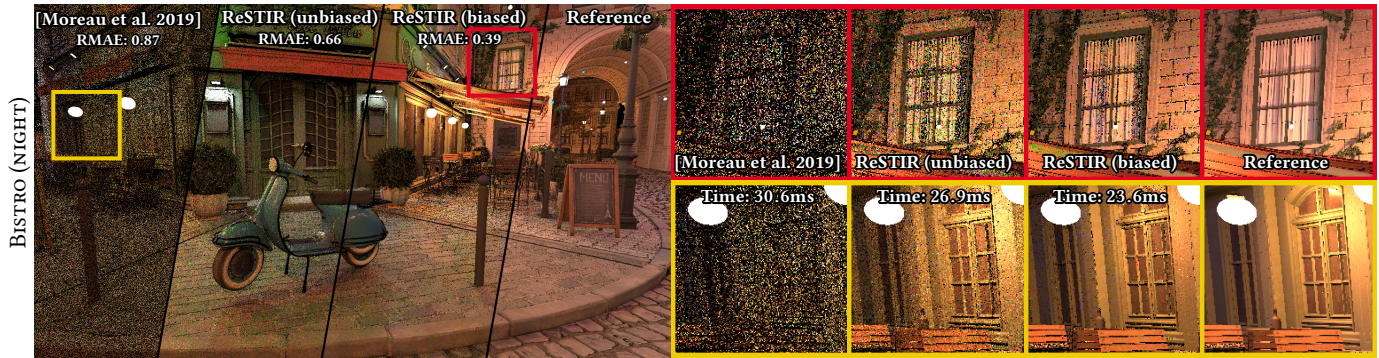 BISTRO (NIGHT)
[Moreau et al. 2019]
RMAE: 0.87
ReSTIR (unbiased)
RMAE: 0.66
ReSTIR (biased)
RMAE: 0.39
Reference
MENU
[Moreau et al. 2019]
ReSTIR (unbiased)
ReSTIR (biased)
Reference
Time: 30.6ms
Time: 26.9ms
Time: 23.6ms